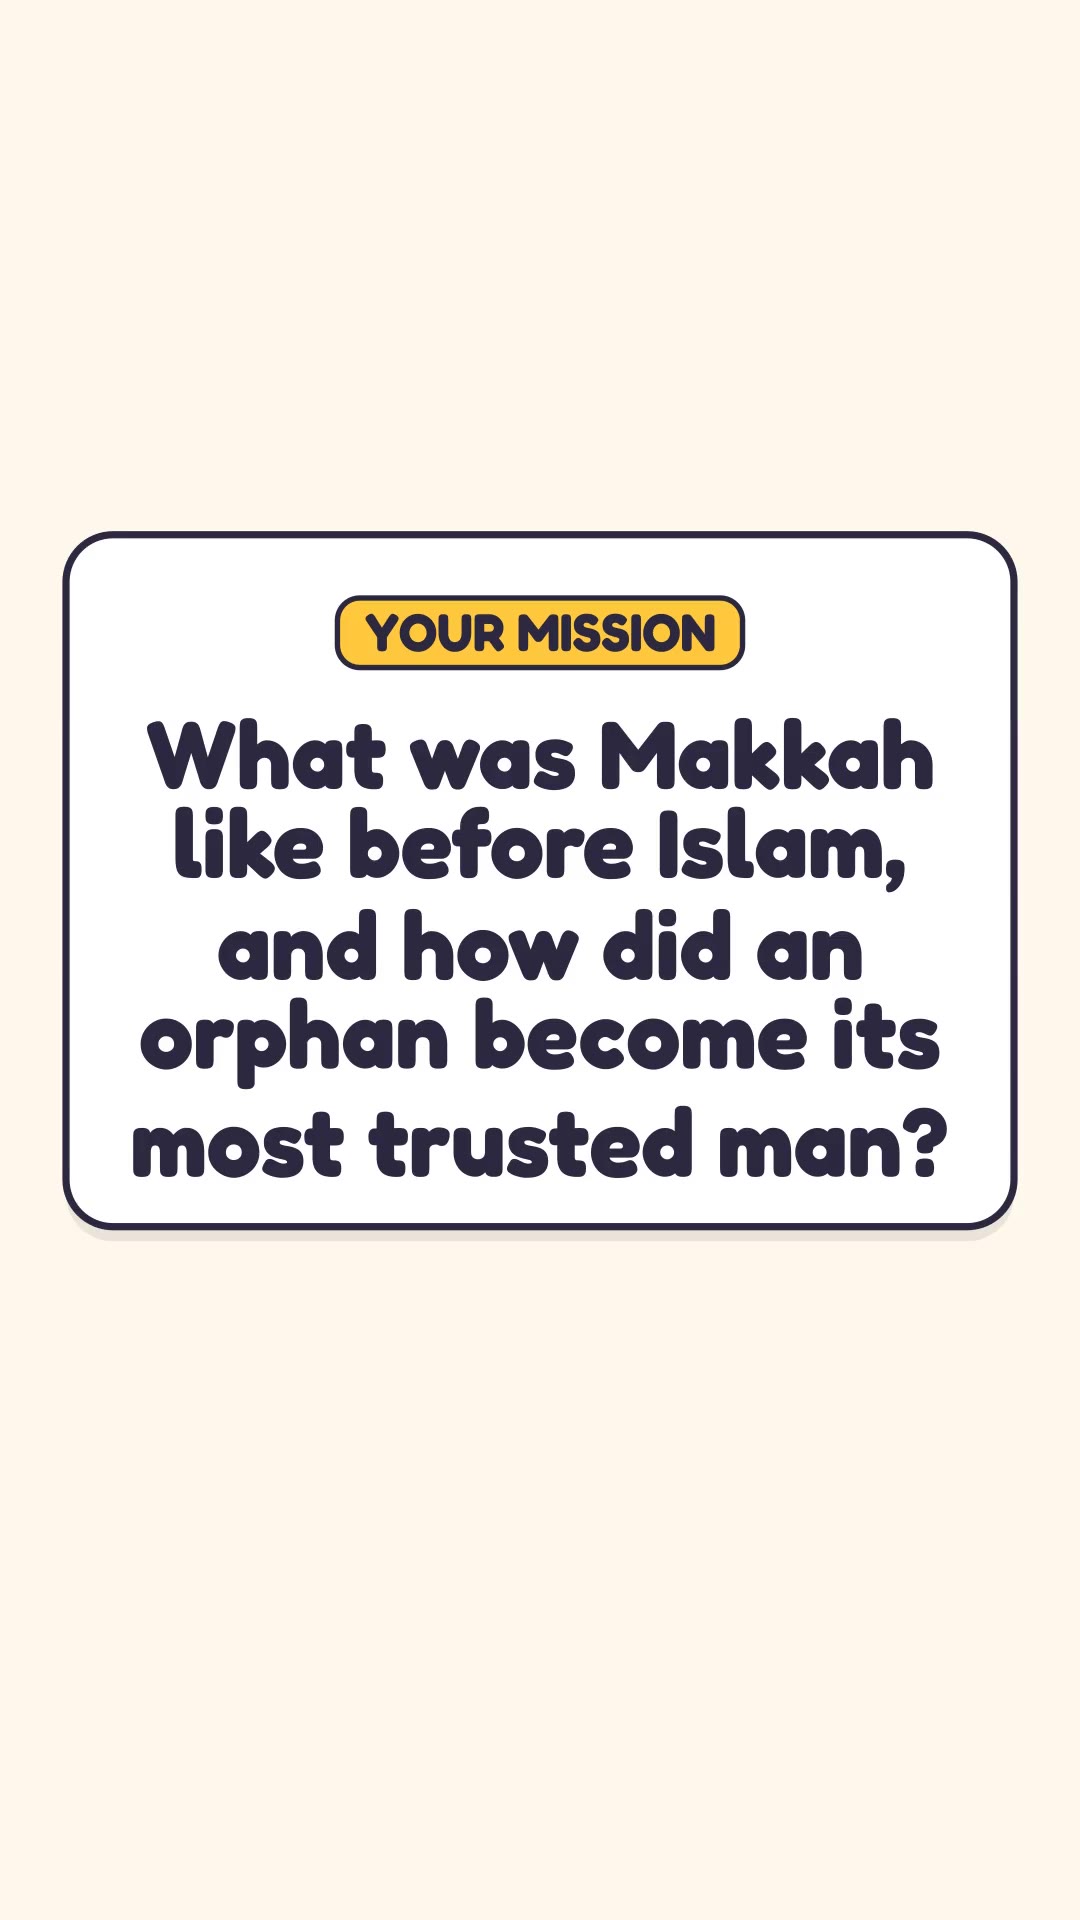 YOUR MISSION
What was Makkah
like before Islam,
and how did an
orphan become its
most trusted man?